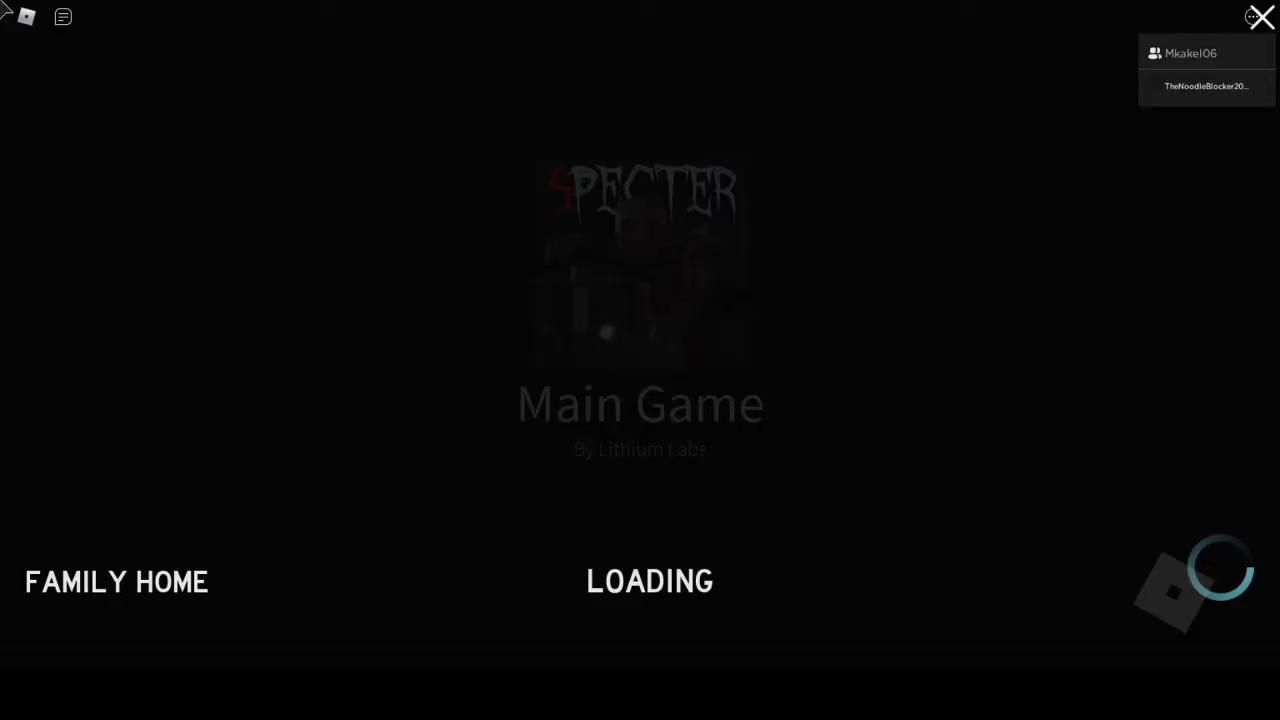 Mkakel06
TheNoodleBlocker20...
SPECTER
Main Game
By Lithium Labs
FAMILY HOME
LOADING